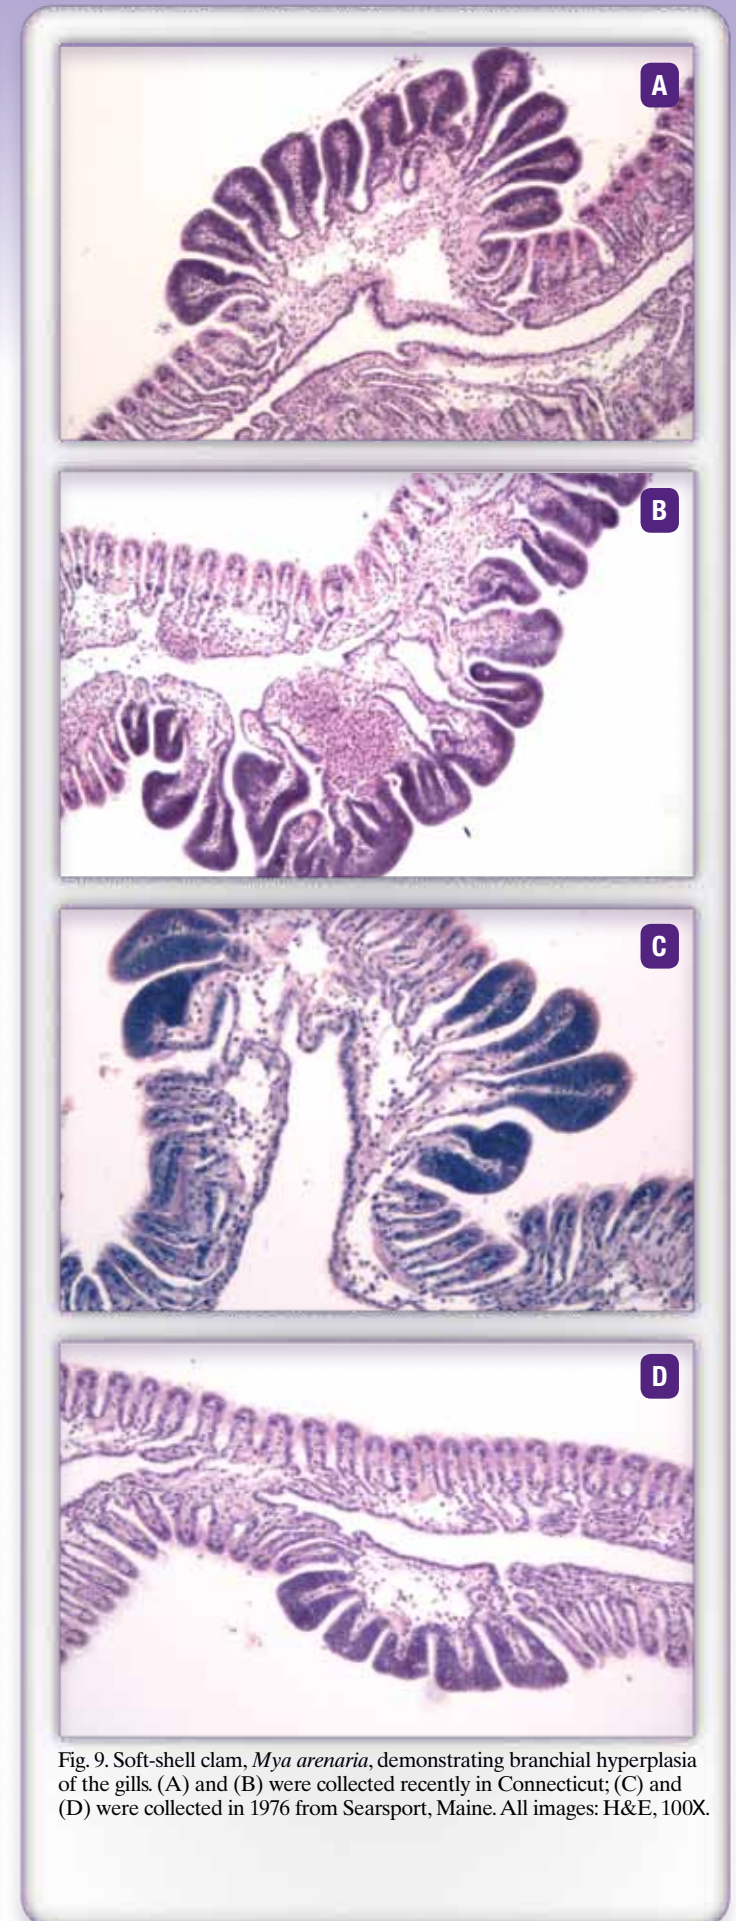 A
B
C
D
Fig. 9. Soft-shell clam, Mya arenaria, demonstrating branchial hyperplasia
of the gills. (A) and (B) were collected recently in Connecticut; (C) and
(D) were collected in 1976 from Searsport, Maine. All images: H&E, 100X.